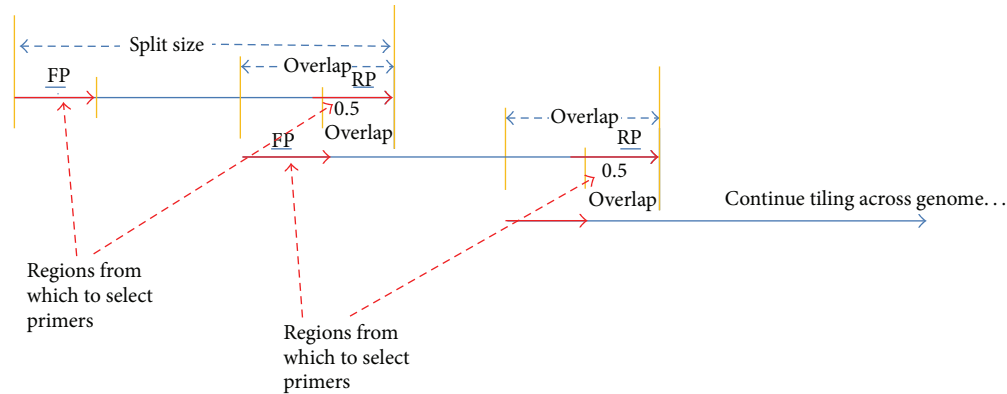 Split size
Overlap
FP
RP
0.5
Overlap
FP
Overlap
RP
0.5
Overlap
Continue tiling across genome...
Regions from
which to select
primers
Regions from
which to select
primers